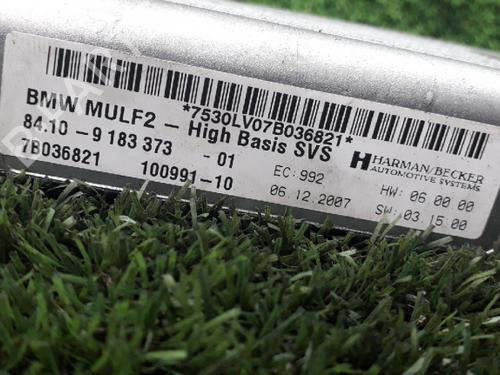 *7530LV07B036821*
BMW MULF2 - High Basis SVS
84.10 - 9 183 373 - 01
7B036821 100991-10
EC: 992
06.12.2007
HARMAN/BECKER
AUTOMOTIVE SYSTEMS
HW: 06 00 00
SW: 03.15 00